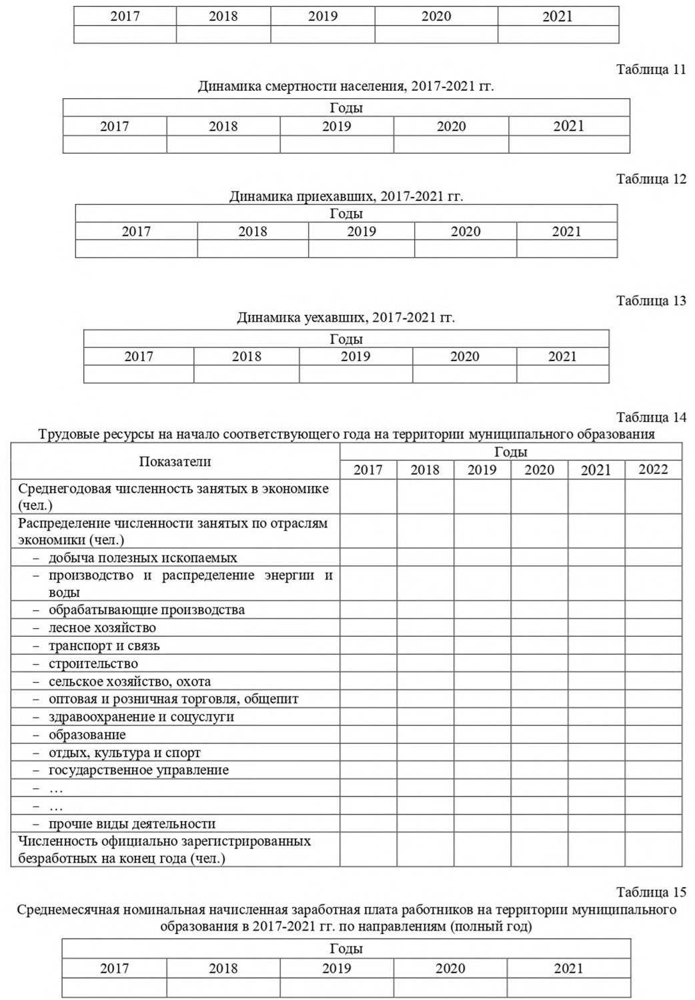 2017 2018 2019 2020 2021
Таблица 11
Динамика смертности населения, 2017-2021 гг.
Годы
2017 2018 2019 2020 2021
Таблица 12
Динамика приехавших, 2017-2021 гг.
Годы
2017 2018 2019 2020 2021
Таблица 13
Динамика уехавших, 2017-2021 гг.
Годы
2017 2018 2019 2020 2021
Таблица 14
Трудовые ресурсы на начало соответствующего года на территории муниципального образования
Показатели Годы
2017 2018 2019 2020 2021 2022
Среднегодовая численность занятых в экономике
(чел.)
Распределение численности занятых по отраслям
экономики (чел.)
– добыча полезных ископаемых
– производство и распределение энергии и
воды
– обрабатывающие производства
– лесное хозяйство
– транспорт и связь
– строительство
– сельское хозяйство, охота
– оптовая и розничная торговля, общепит
– здравоохранение и соцуслуги
– образование
– отдых, культура и спорт
– государственное управление
– …
– …
– прочие виды деятельности
Численность официально зарегистрированных
безработных на конец года (чел.)
Таблица 15
Среднемесячная номинальная начисленная заработная плата работников на территории муниципального
образования в 2017-2021 гг. по направлениям (полный год)
Годы
2017 2018 2019 2020 2021